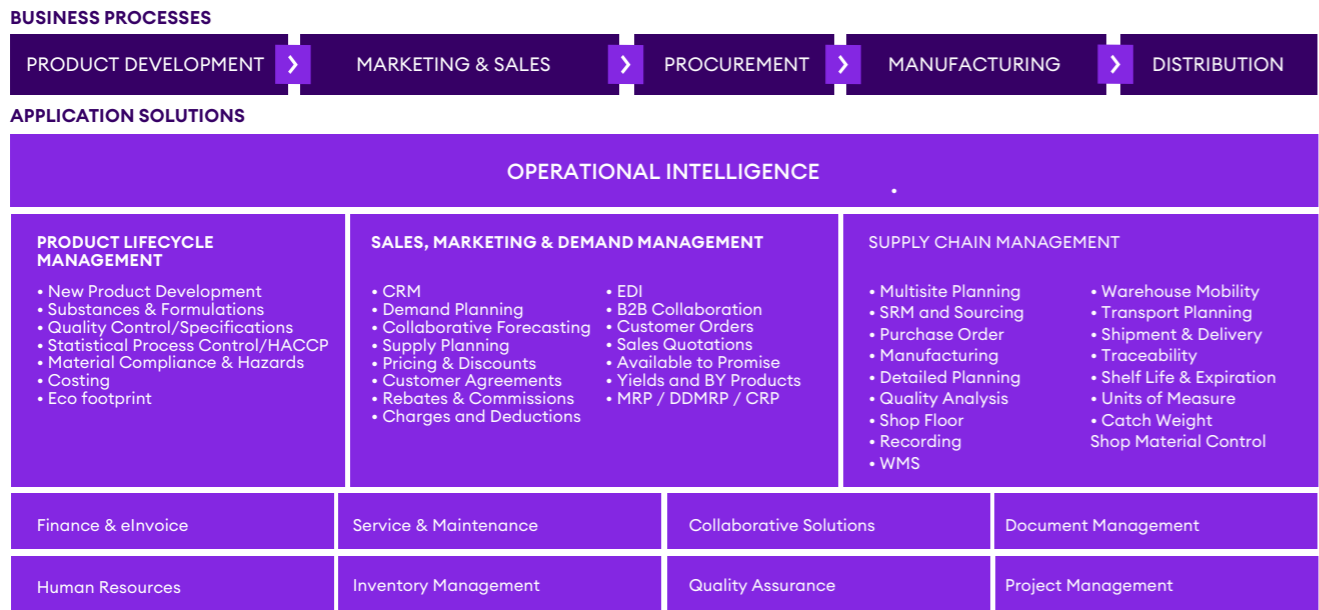 BUSINESS PROCESSES
PRODUCT DEVELOPMENT
MARKETING & SALES
PROCUREMENT
MANUFACTURING
DISTRIBUTION
APPLICATION SOLUTIONS
OPERATIONAL INTELLIGENCE
PRODUCT LIFECYCLE
MANAGEMENT
• New Product Development
• Substances & Formulations
• Quality Control/Specifications
• Statistical Process Control/HACCP
• Material Compliance & Hazards
• Costing
• Eco footprint
SALES, MARKETING & DEMAND MANAGEMENT
• CRM
• Demand Planning
• Collaborative Forecasting
• Supply Planning
• Pricing & Discounts
• Customer Agreements
• Rebates & Commissions
• Charges and Deductions
• EDI
• B2B Collaboration
• Customer Orders
• Sales Quotations
• Available to Promise
• Yields and BY Products
• MRP / DDMRP / CRP
SUPPLY CHAIN MANAGEMENT
• Multisite Planning
• SRM and Sourcing
• Purchase Order
• Manufacturing
• Detailed Planning
• Quality Analysis
• Shop Floor
• Recording
• WMS
• Warehouse Mobility
• Transport Planning
• Shipment & Delivery
• Traceability
• Shelf Life & Expiration
• Units of Measure
• Catch Weight
Shop Material Control
Finance & eInvoice
Service & Maintenance
Collaborative Solutions
Document Management
Human Resources
Inventory Management
Quality Assurance
Project Management